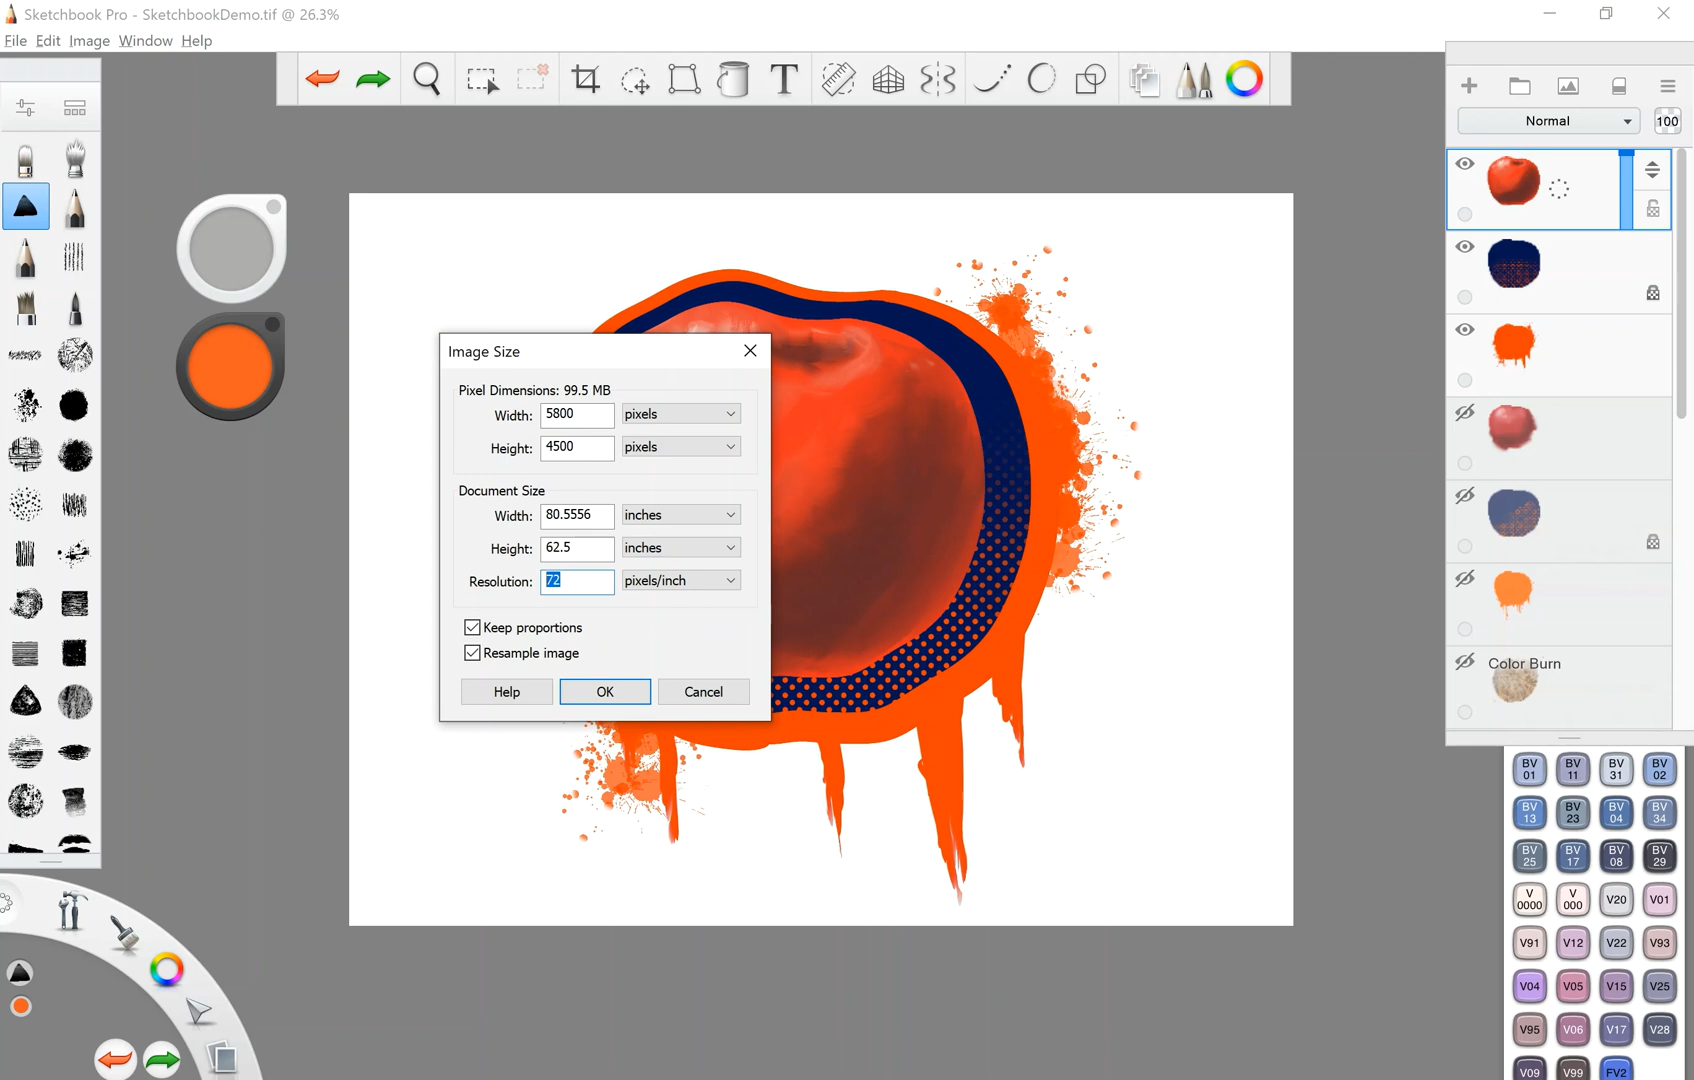 Sketchbook Pro - SketchbookDemo.tif @ 26.3%
File Edit Image Window Help
T
Normal 100
Image Size
Pixel Dimensions: 99.5 MB
Width: 5800 pixels
Height: 4500 pixels
Document Size
Width: 80.5556 inches
Height: 62.5 inches
Resolution: 72 pixels/inch
Keep proportions
Resample image
Help OK Cancel
Color Burn
BV 01 BV 11 BV 31 BV 02
BV 13 BV 23 BV 04 BV 34
BV 25 BV 17 BV 08 BV 29
V 0000 V 000 V20 V01
V91 V12 V22 V93
V04 V05 V15 V25
V95 V06 V17 V28
V09 V99 FV2